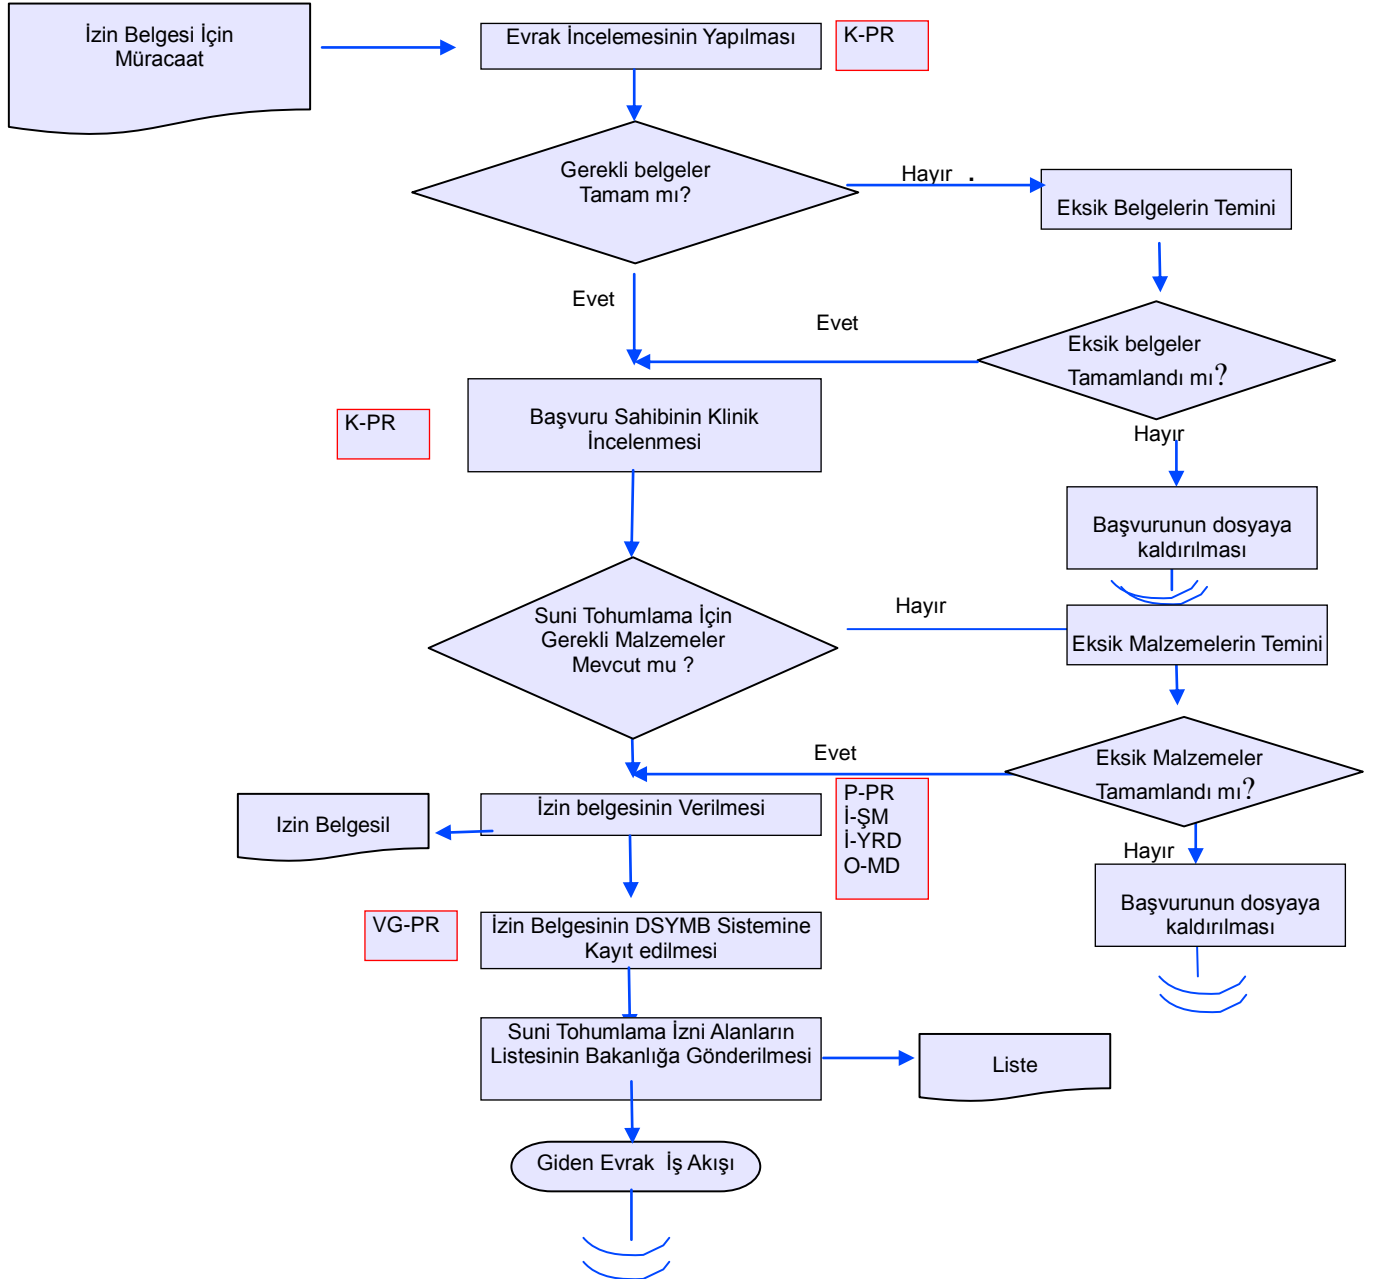 İzin Belgesi İçin
Müracaat
Evrak İncelemesinin Yapılması
K-PR
Gerekli belgeler
Tamam mı?
Hayır .
Eksik Belgelerin Temini
Evet
Evet
Eksik belgeler
Tamamlandı mı?
Hayır
K-PR
Başvuru Sahibinin Klinik
İncelenmesi
Başvurunun dosyaya
kaldırılması
Suni Tohumlama İçin
Gerekli Malzemeler
Mevcut mu ?
Hayır
Eksik Malzemelerin Temini
Evet
Eksik Malzemeler
Tamamlandı mı?
Hayır
Izin Belgesil
İzin belgesinin Verilmesi
P-PR
İ-ŞM
İ-YRD
O-MD
Başvurunun dosyaya
kaldırılması
VG-PR
İzin Belgesinin DSYMB Sistemine
Kayıt edilmesi
Suni Tohumlama İzni Alanların
Listesinin Bakanlığa Gönderilmesi
Liste
Giden Evrak İş Akışı